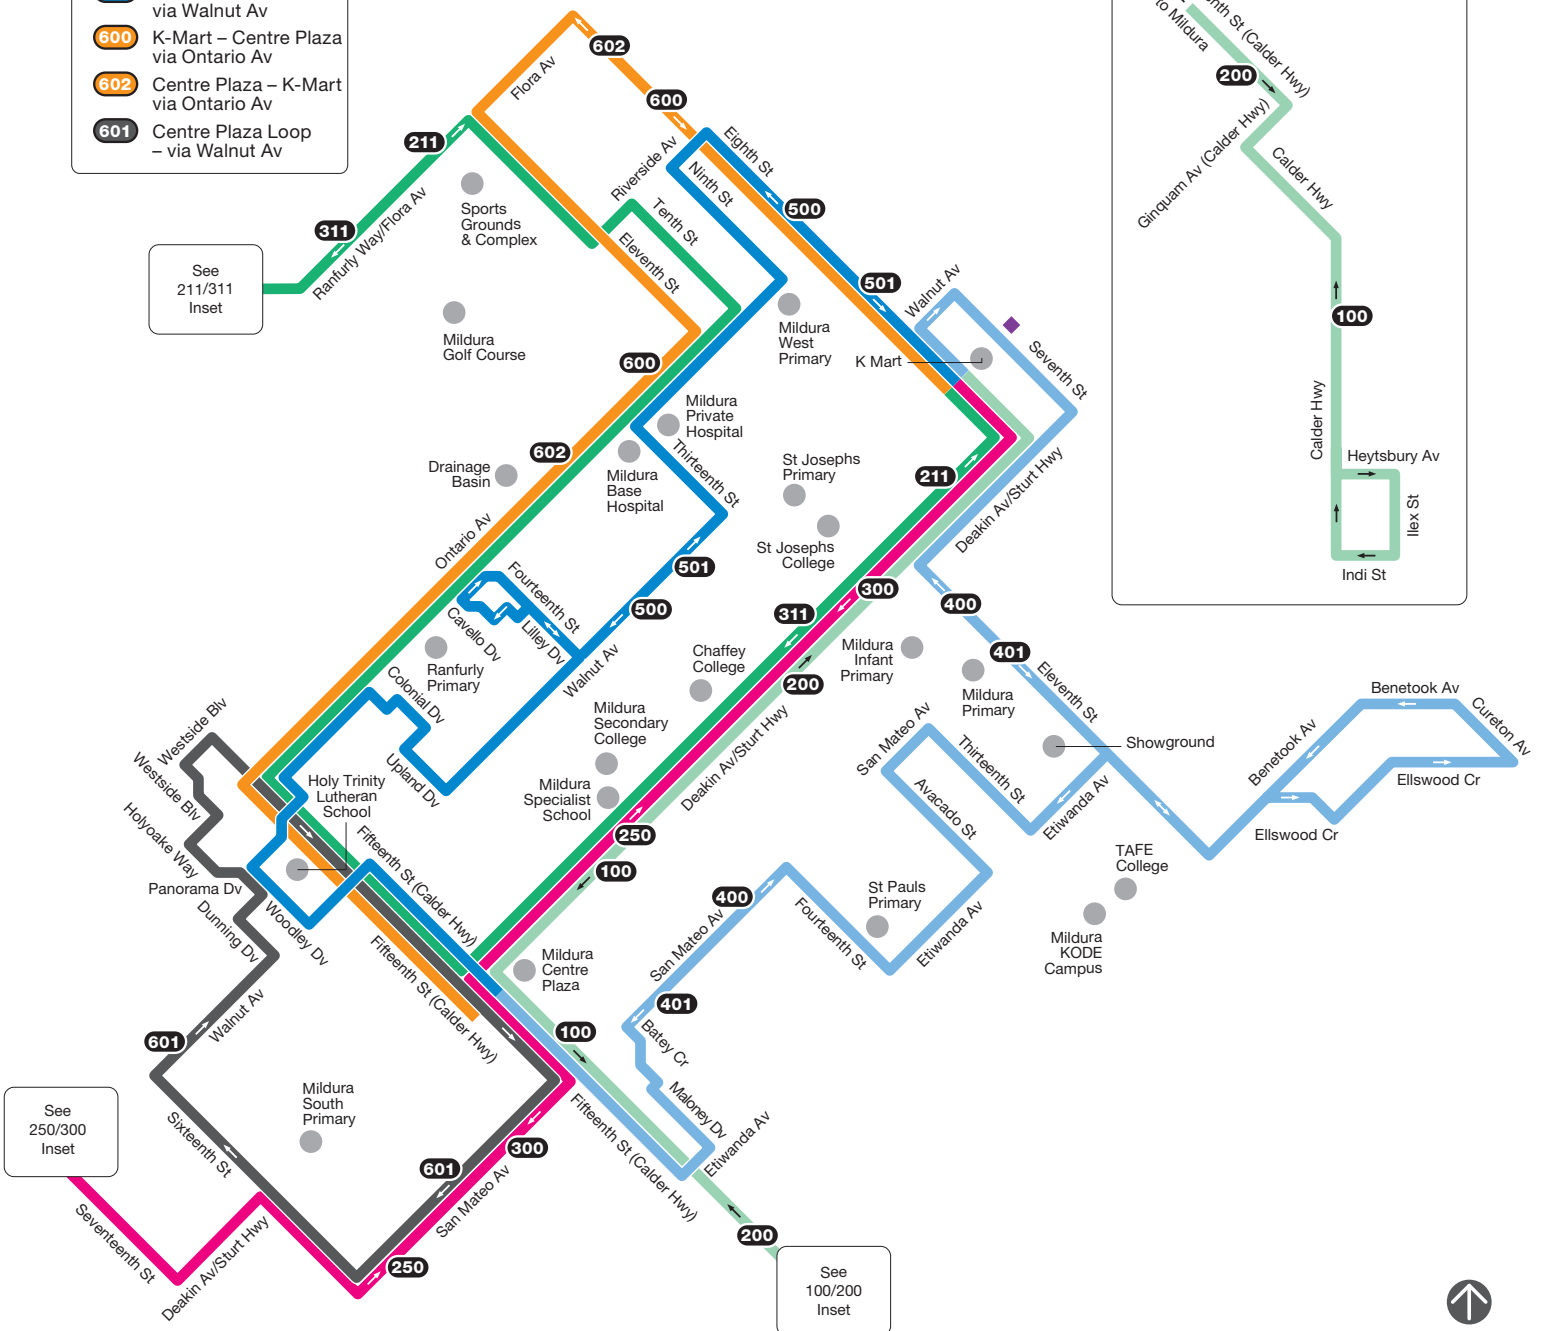 via Walnut Av
600 K-Mart – Centre Plaza
via Ontario Av
602 Centre Plaza – K-Mart
via Ontario Av
601 Centre Plaza Loop
– via Walnut Av
602
Flora Av
600
211
Riverside Av
Eighth St
Ninth St
Sports
Grounds
& Complex
500
Tenth St
Eleventh St
311
Ranfurly Way/Flora Av
See
211/311
Inset
501
Walnut Av
Mildura
Golf Course
Mildura
West
Primary
K Mart
Seventh St
600
Mildura
Private
Hospital
Thirteenth St
602
Drainage
Basin
Mildura
Base
Hospital
St Josephs
Primary
211
Deakin Av/Sturt Hwy
St Josephs
College
Ontario Av
501
Fourteenth St
Cavello Dv
Lilley Dv
500
Walnut Av
300
311
400
401
Eleventh St
Ranfurly
Primary
Colonial Dv
Chaffey
College
Mildura
Infant
Primary
Mildura
Primary
200
Mildura
Secondary
College
Deakin Av/Sturt Hwy
San Mateo Av
Thirteenth St
Showground
Benetook Av
Cureton Av
Benetook Av
Ellswood Cr
Ellswood Cr
Westside Blv
Westside Blv
Upland Dv
Holy Trinity
Lutheran
School
Mildura
Specialist
School
Avacado St
Etiwanda Av
Holyoake Way
Panorama Dv
Dunning Dv
Woodley Dv
Fifteenth St (Calder Hwy)
Fifteenth St (Calder Hwy)
250
100
TAFE
College
St Pauls
Primary
400
Fourteenth St
Etiwanda Av
Mildura
KODE
Campus
San Mateo Av
Mildura
Centre
Plaza
401
Batey Cr
Maloney Dv
Etiwanda Av
100
Walnut Av
601
Mildura
South
Primary
Sixteenth St
Fifteenth St (Calder Hwy)
300
601
San Mateo Av
See
250/300
Inset
Seventeenth St
Deakin Av/Sturt Hwy
250
200
See
100/200
Inset
to Mildura
nth St (Calder Hwy)
200
Ginquam Av (Calder Hwy)
Calder Hwy
100
Calder Hwy
Heytsbury Av
Ilex St
Indi St